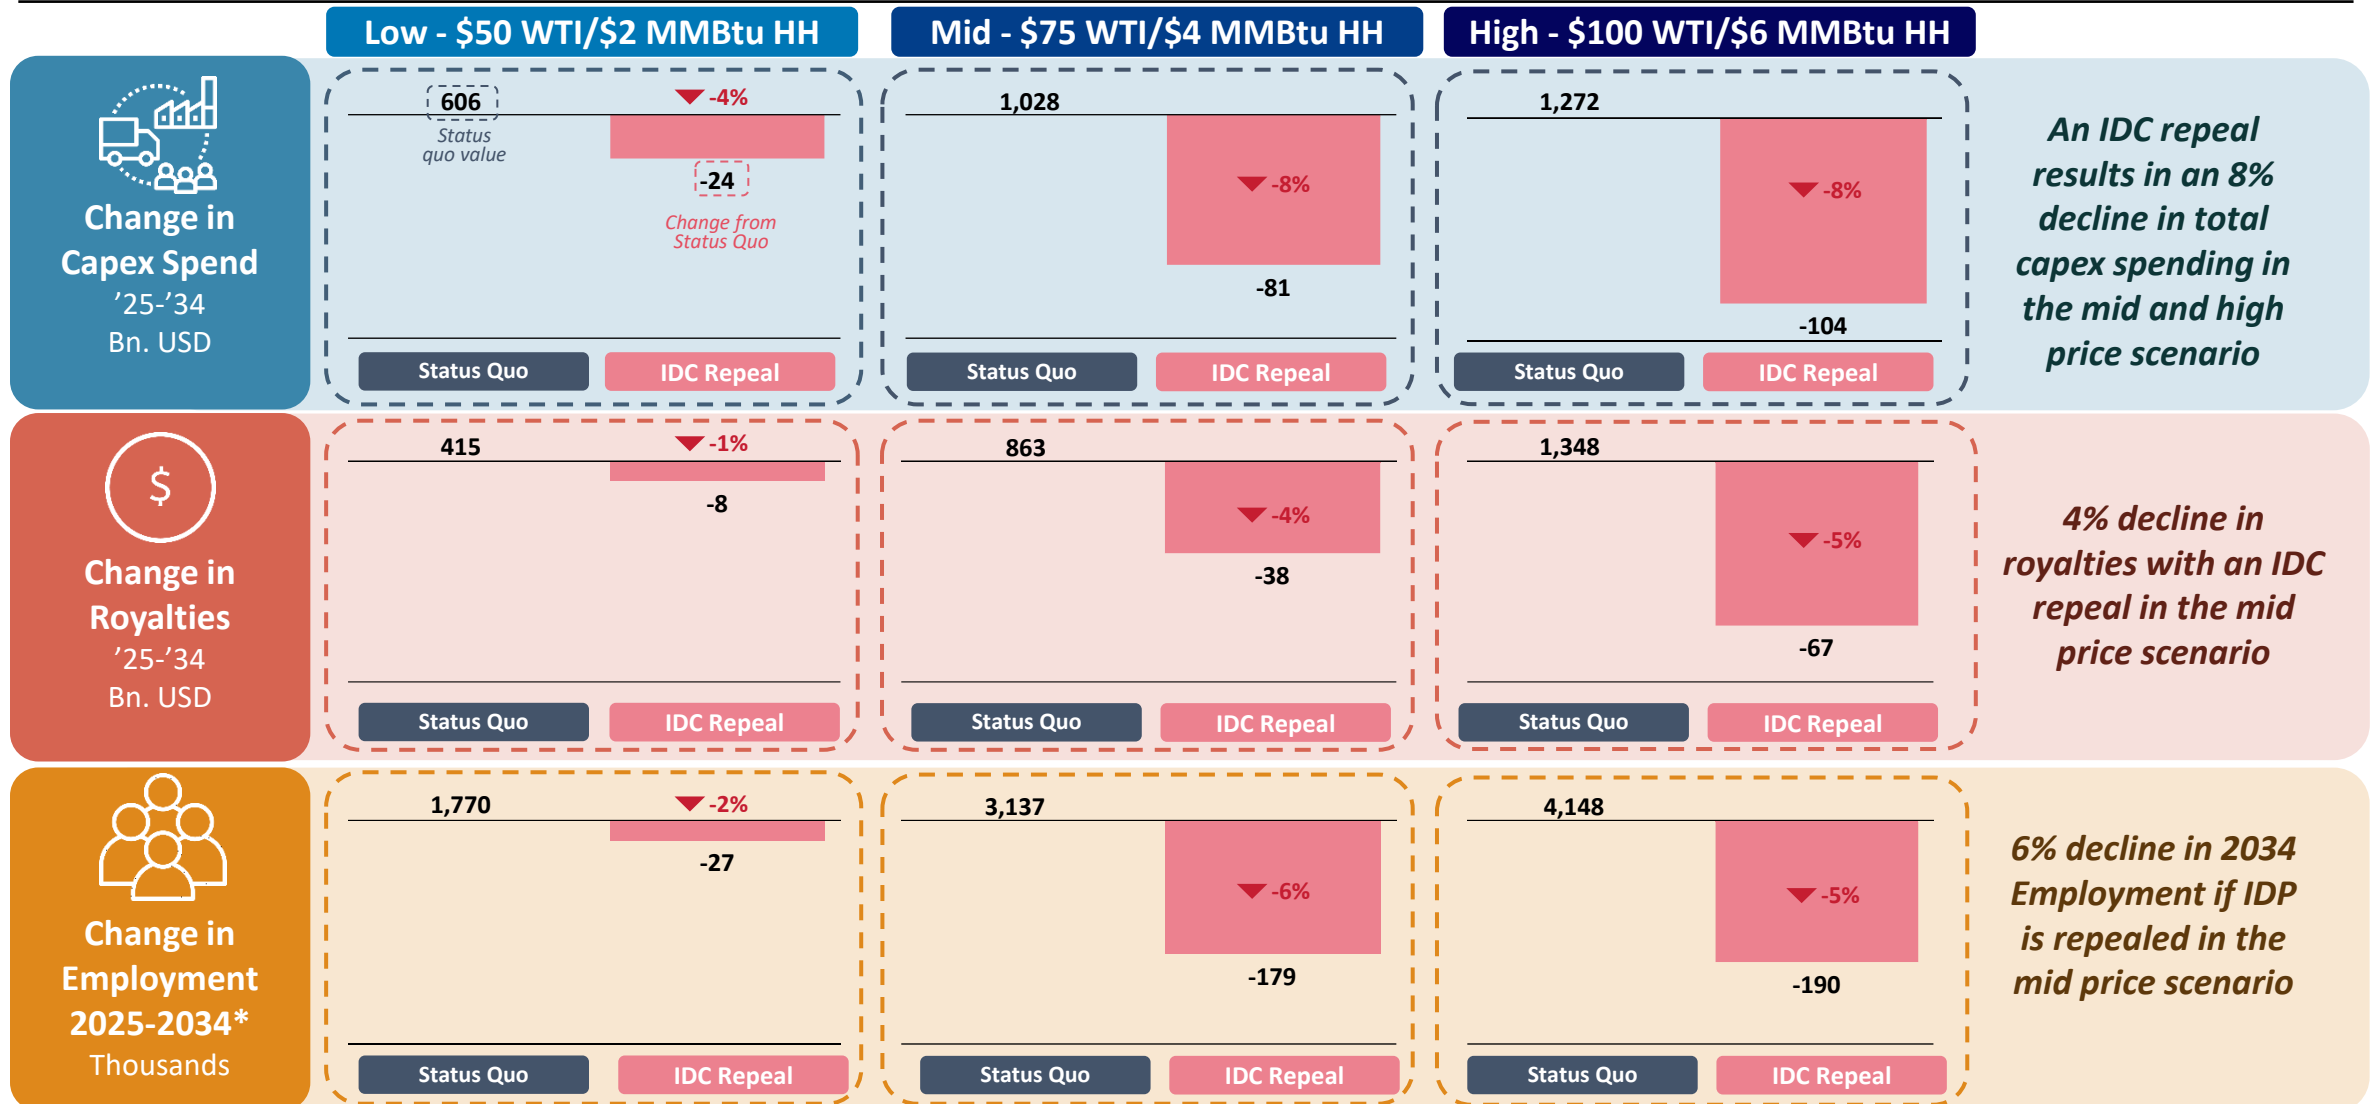 Low - $50 WTI/$2 MMBtu HH
Mid - $75 WTI/$4 MMBtu HH
High - $100 WTI/$6 MMBtu HH
Change in
Capex Spend
’25-’34
Bn. USD
606
-4%
Status
quo value
-24
Change from
Status Quo
Status Quo
IDC Repeal
1,028
-8%
-81
Status Quo
IDC Repeal
1,272
-8%
-104
Status Quo
IDC Repeal
An IDC repeal
results in an 8%
decline in total
capex spending in
the mid and high
price scenario
$
Change in
Royalties
’25-’34
Bn. USD
415
-1%
-8
Status Quo
IDC Repeal
863
-4%
-38
Status Quo
IDC Repeal
1,348
-5%
-67
Status Quo
IDC Repeal
4% decline in
royalties with an IDC
repeal in the mid
price scenario
Change in
Employment
2025-2034*
Thousands
1,770
-2%
-27
Status Quo
IDC Repeal
3,137
-6%
-179
Status Quo
IDC Repeal
4,148
-5%
-190
Status Quo
IDC Repeal
6% decline in 2034
Employment if IDP
is repealed in the
mid price scenario